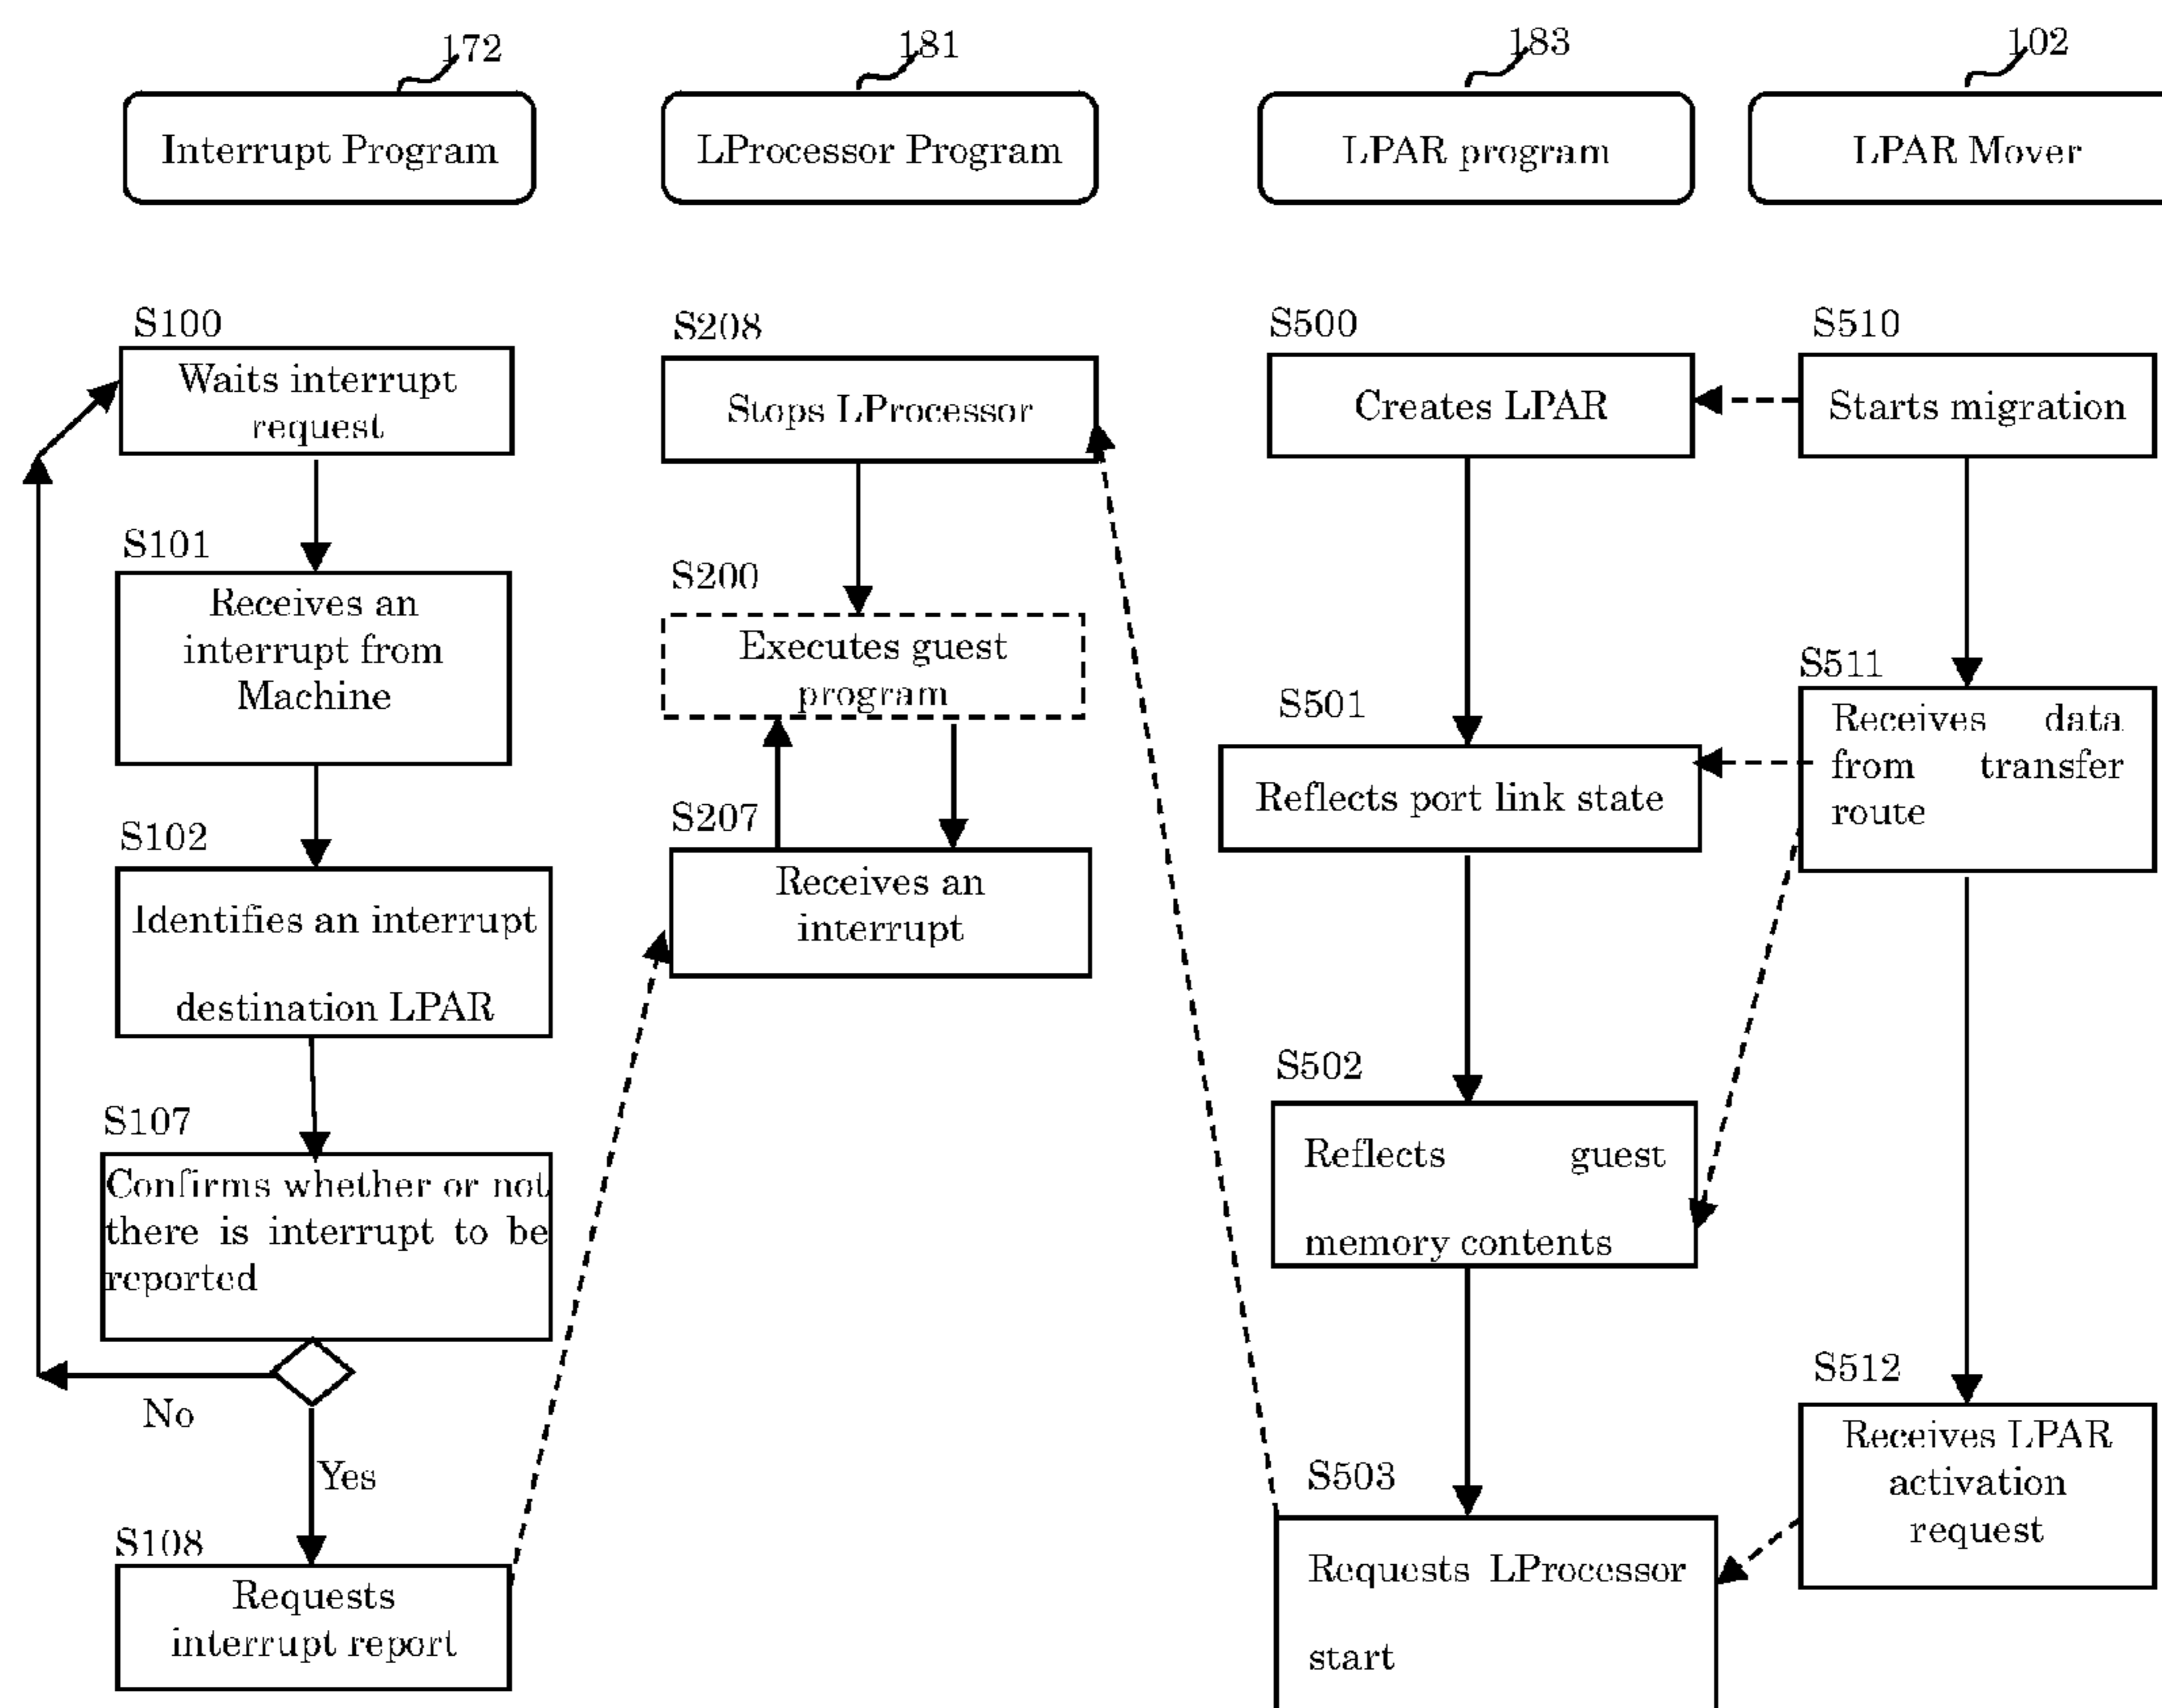 172
181
183
102
Interrupt Program
LProcessor Program
LPAR program
LPAR Mover
S100
Waits interrupt
request
S101
Receives an
interrupt from
Machine
S102
Identifies an interrupt
destination LPAR
S107
Confirms whether or not
there is interrupt to be
reported
No
Yes
S108
Requests
interrupt report
S208
Stops LProcessor
S200
Executes guest
program
S207
Receives an
interrupt
S500
Creates LPAR
S501
Reflects port link state
S502
Reflects guest
memory contents
S503
Requests LProcessor
start
S510
Starts migration
S511
Receives data
from transfer
route
S512
Receives LPAR
activation
request